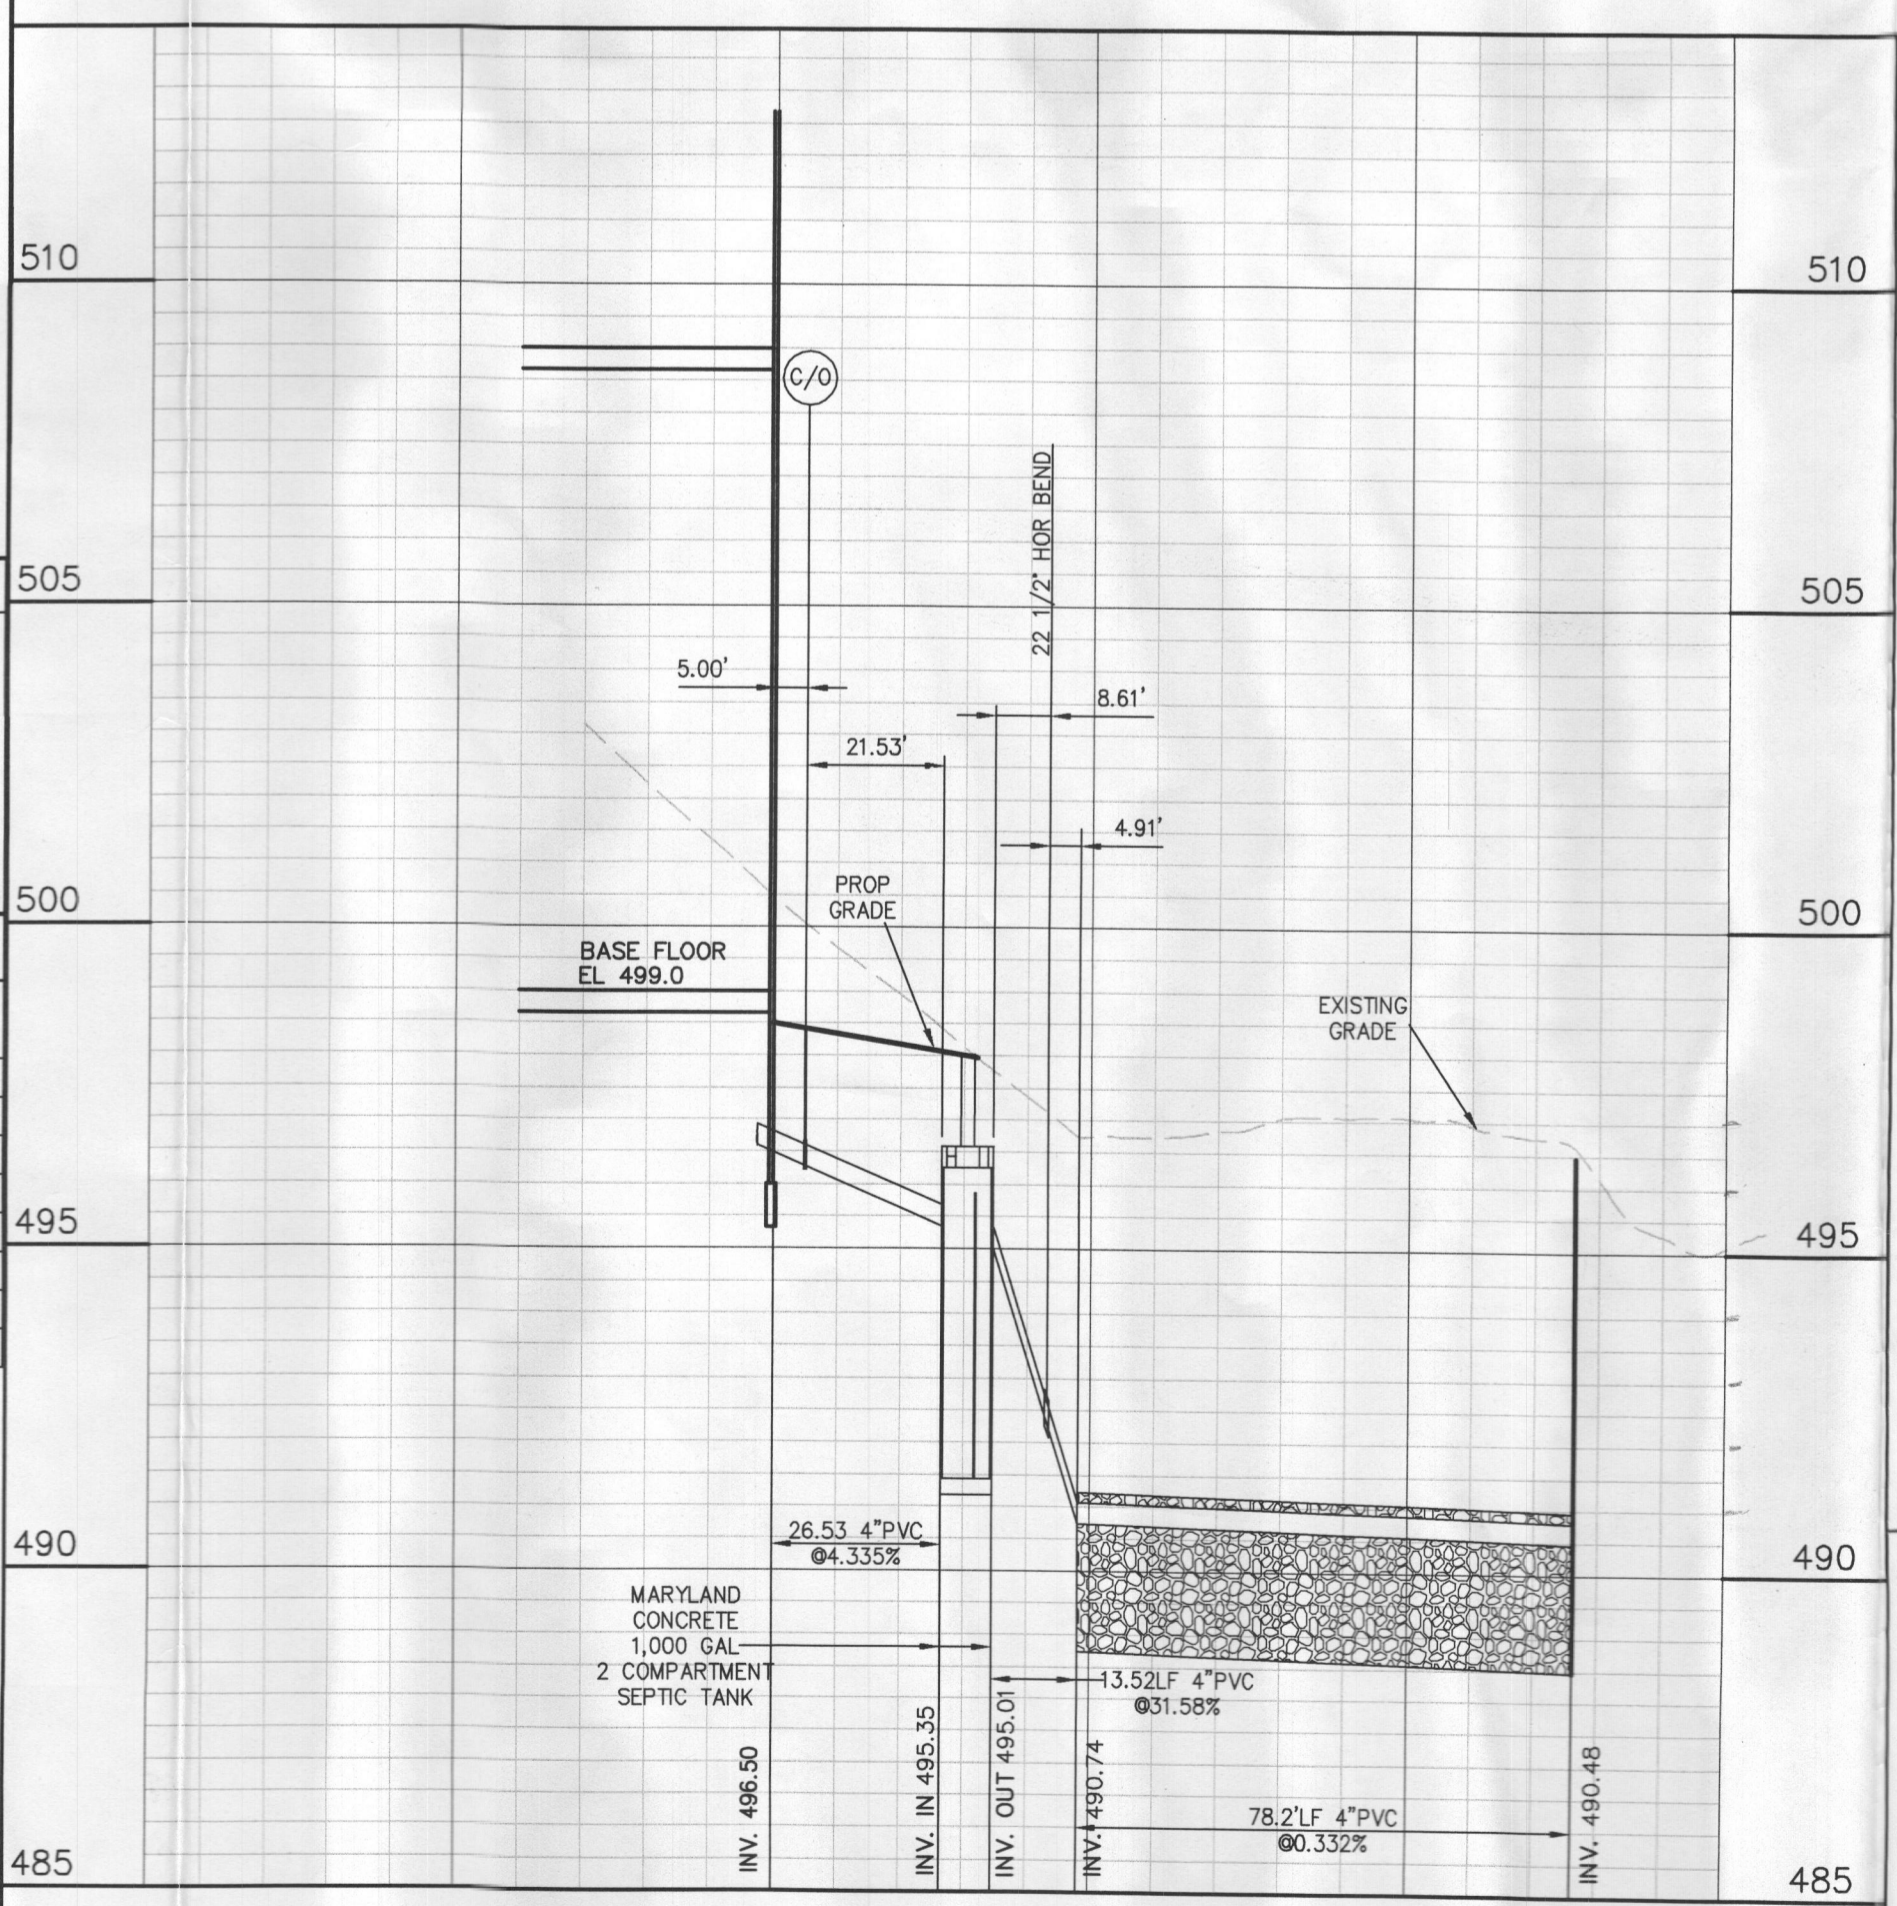 510
510
C/O
22 1/2° HOR BEND
505
505
5.00'
8.61'
21.53'
4.91'
PROP
GRADE
500
500
BASE FLOOR
EL 499.0
EXISTING
GRADE
495
495
26.53 4"PVC
@4.335%
490
490
MARYLAND
CONCRETE
1,000 GAL
2 COMPARTMENT
SEPTIC TANK
13.52LF 4"PVC
@31.58%
INV. 496.50
INV. IN 495.35
INV. OUT 495.01
INV. 490.74
78.2'LF 4"PVC
@0.332%
INV. 490.48
485
485